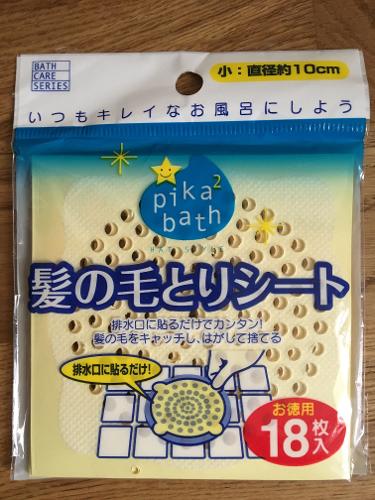 BATH
CARE
SERIES
小：直径約10cm
いつもキレイなお風呂にしよう
pika2
bath
髪の毛とりシート
排水口に貼るだけでカンタン!
髪の毛をキャッチし、はがして捨てる
排水口に貼るだけ!
お徳用
18枚入